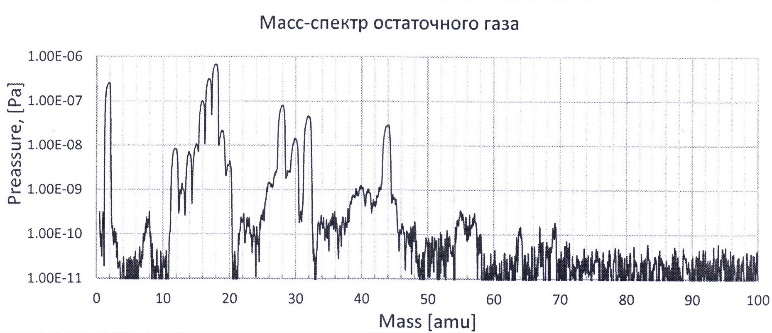 Масс-спектр остаточного газа
Preassure, [Pa]
1.00E-06
1.00E-07
1.00E-08
1.00E-09
1.00E-10
1.00E-11
0 10 20 30 40 50 60 70 80 90 100
Mass [amu]